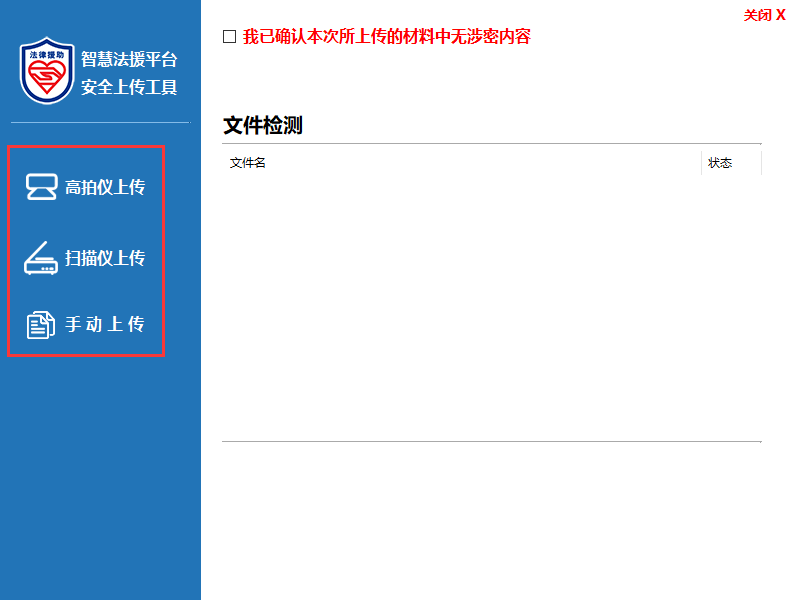 法律援助
智慧法援平台
安全上传工具
高拍仪上传
扫描仪上传
手动上传
关闭 X
我已确认本次所上传的材料中无涉密内容
文件检测
文件名 状态